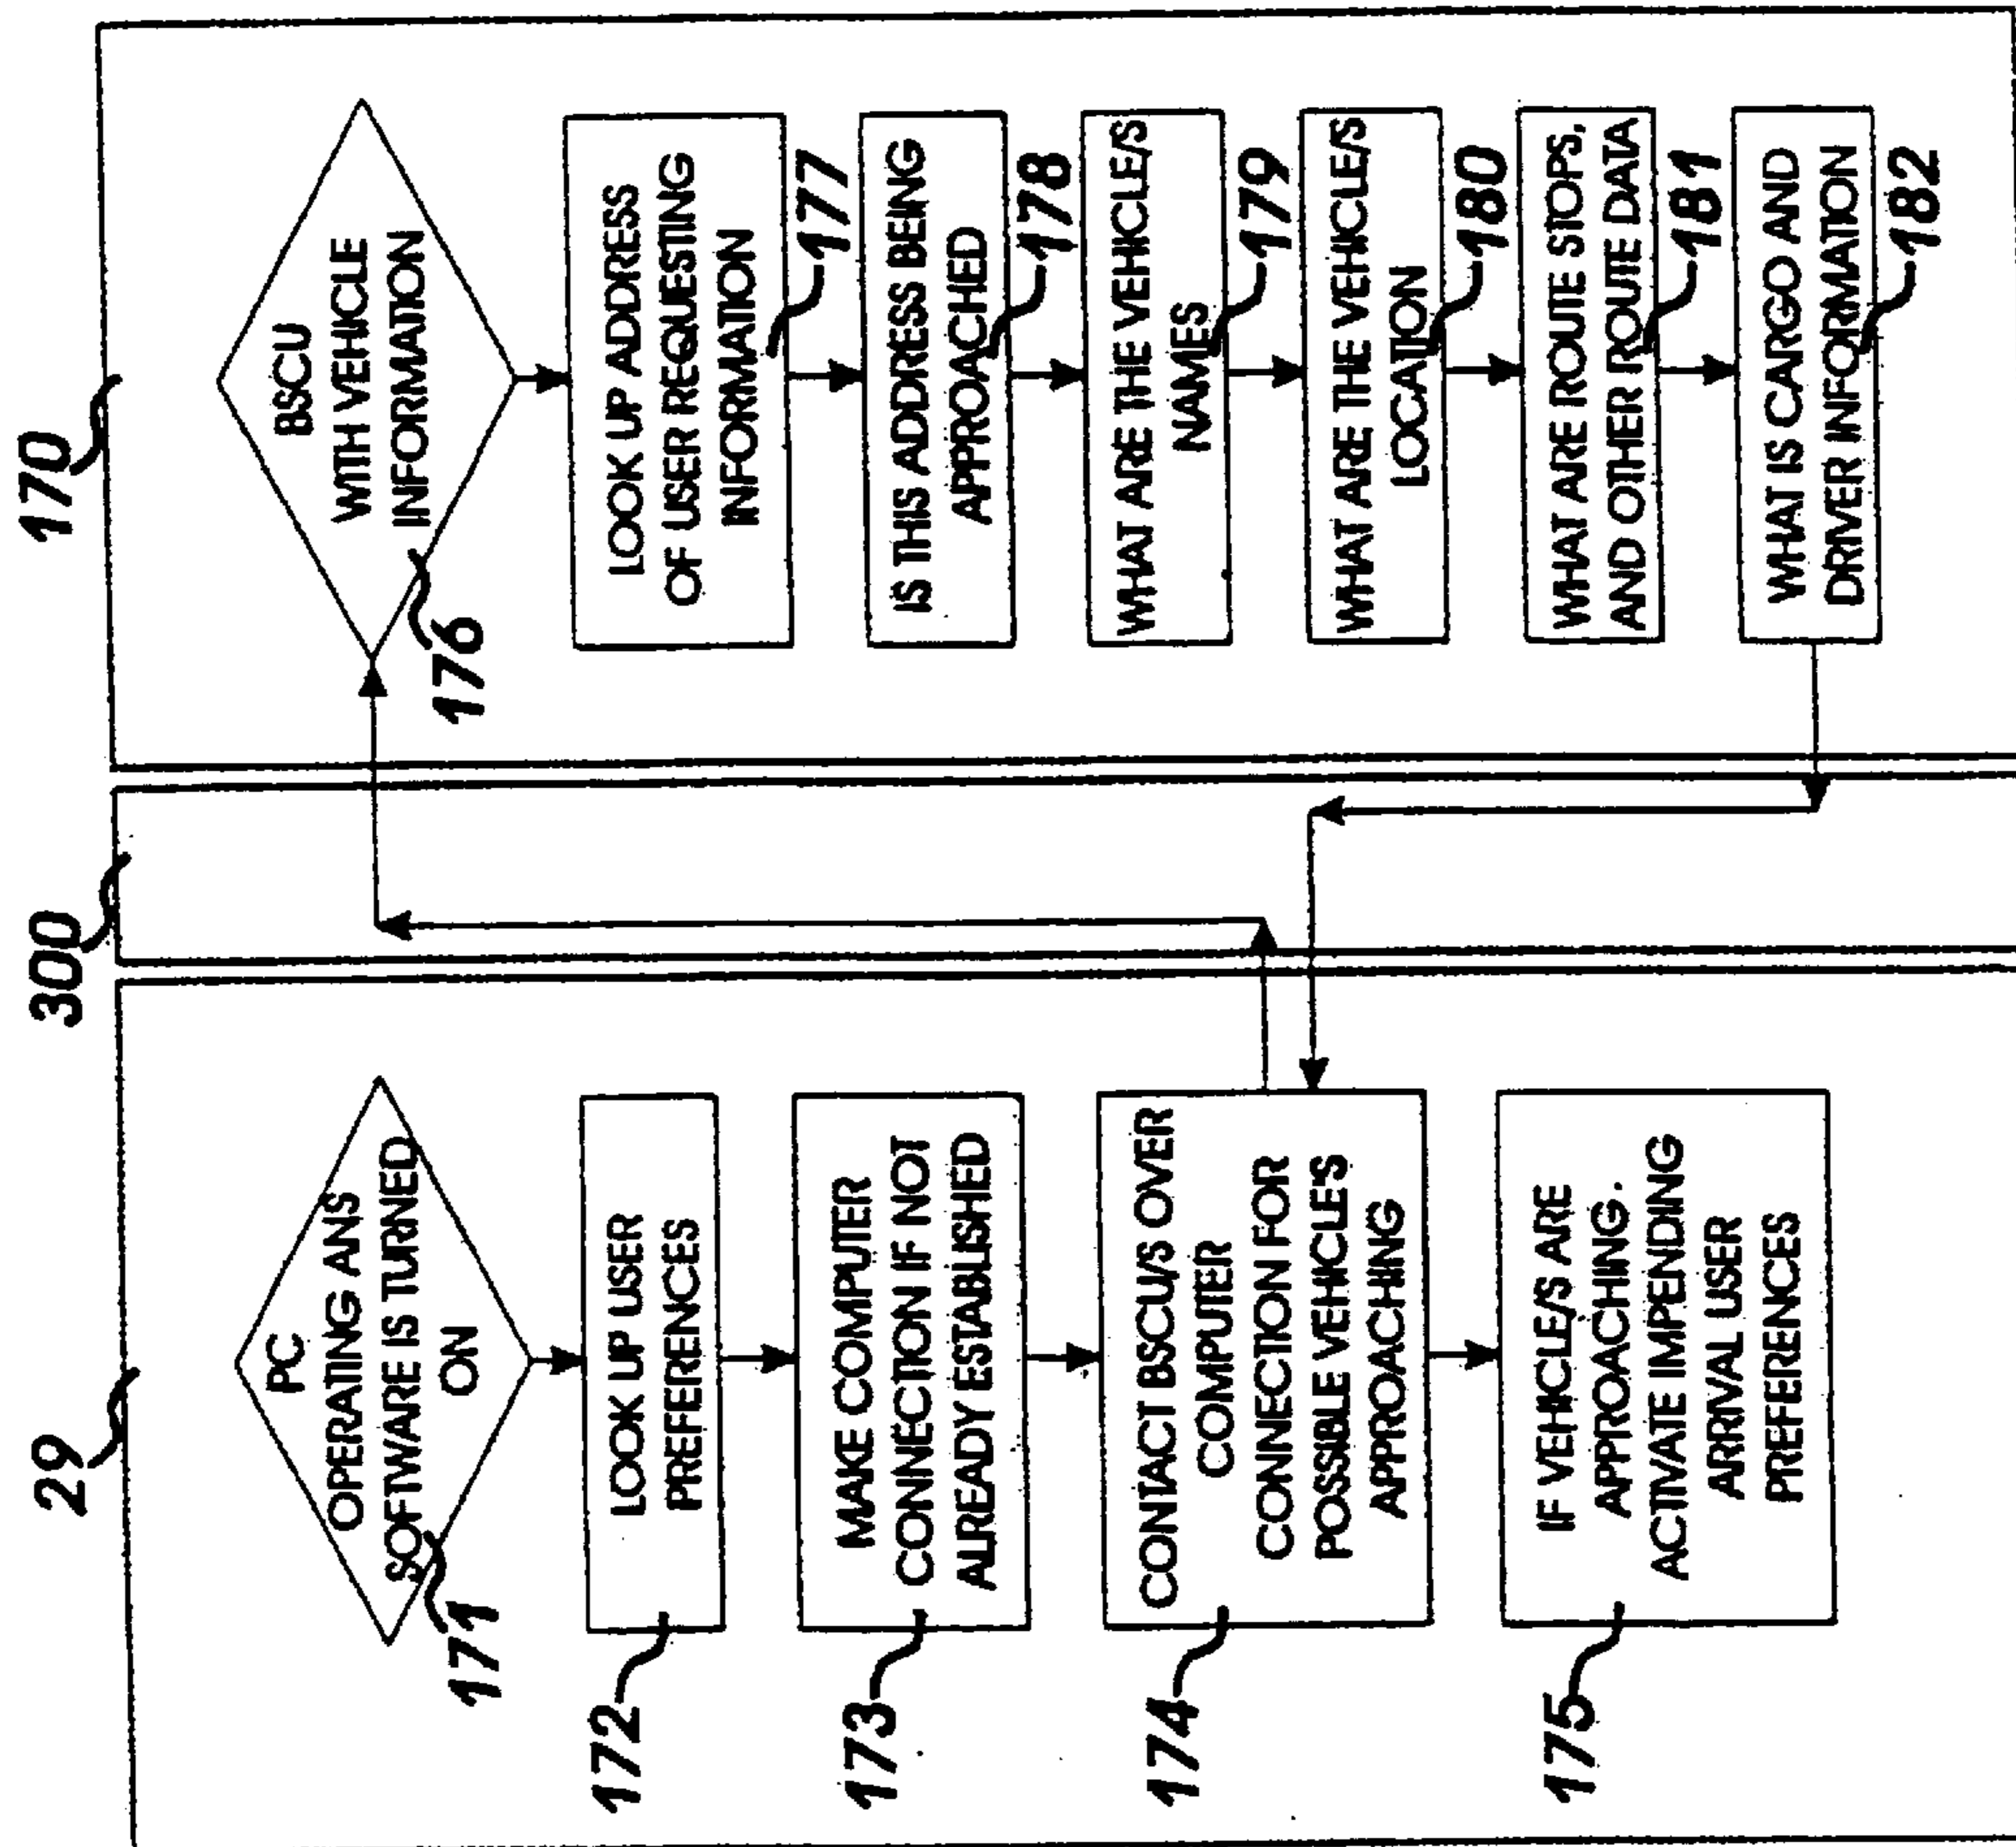 29
PC
OPERATING ANS
SOFTWARE IS TURNED
ON
171
LOOK UP USER
PREFERENCES
172
MAKE COMPUTER
CONNECTION IF NOT
ALREADY ESTABLISHED
173
CONTACT BSCU/S OVER
COMPUTER
CONNECTION FOR
POSSIBLE VEHICLE'S
APPROACHING
174
IF VEHICLE/S ARE
APPROACHING.
ACTIVATE IMPENDING
ARRIVAL USER
PREFERENCES
175
300
170
BSCU
WITH VEHICLE
INFORMATION
176
LOOK UP ADDRESS
OF USER REQUESTING
INFORMATION
177
IS THIS ADDRESS BEING
APPROACHED
178
WHAT ARE THE VEHICLE/S
NAMES
179
WHAT ARE THE VEHICLE/S
LOCATION
180
WHAT ARE ROUTE STOPS,
AND OTHER ROUTE DATA
181
WHAT IS CARGO AND
DRIVER INFORMATION
182